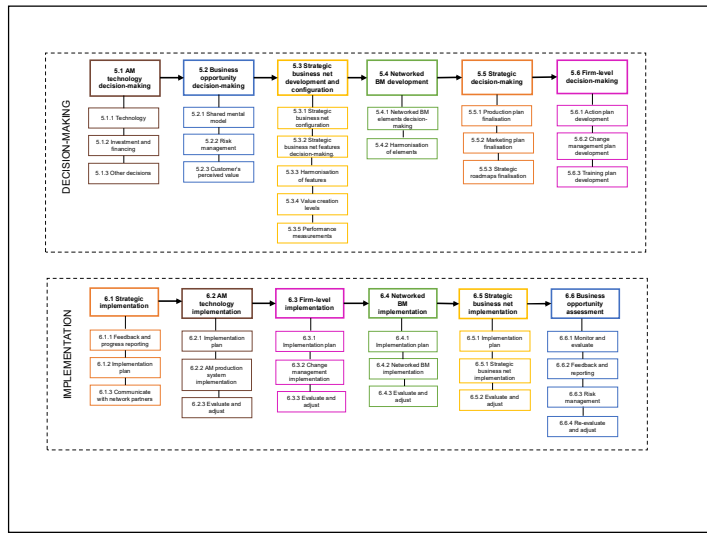 DECISION-MAKING
5.1 AM
technology
decision-making
5.2 Business
opportunity
decision-making
5.3 Strategic
business net
development and
configuration
5.4 Networked BM
development
5.5 Strategic
decision-making
5.6 Firm-level
decision-making
5.1.1 Technology
5.1.2 Investment and
financing
5.1.3 Other decisions
5.2.1 Shared mental
model
5.2.2 Risk
management
5.2.3 Customer's
perceived value
5.3.1 Strategic
business net
configuration
5.3.2 Strategic
business net features
decision-making.
5.3.3 Harmonisation
of features
5.3.4 Value creation
levels
5.3.5 Performance
measurements
5.4.1 Networked BM
elements decision-
making
5.4.2 Harmonisation
of elements
5.5.1 Production plan
finalisation
5.5.2 Marketing plan
finalisation
5.5.3 Strategic
roadmaps finalisation
5.6.1 Action plan
development
5.6.2 Change
management plan
development
5.6.3 Training plan
development
IMPLEMENTATION
6.1 Strategic
implementation
6.2 AM
technology
implementation
6.3 Firm-level
implementation
6.4 Networked
BM
implementation
6.5 Strategic
business net
implementation
6.6 Business
opportunity
assessment
6.1.1 Feedback and
progress reporting
6.1.2 Implementation
plan
6.1.3 Communicate
with network partners
6.2.1 Implementation
plan
6.2.2 AM production
system
implementation
6.2.3 Evaluate and
adjust
6.3.1
Implementation plan
6.3.2 Change
management
implementation
6.3.3 Evaluate and
adjust
6.4.1
Implementation plan
6.4.2 Networked BM
implementation
6.4.3 Evaluate and
adjust
6.5.1 Implementation
plan
6.5.1 Strategic
business net
implementation
6.5.2 Evaluate and
adjust
6.6.1 Monitor and
evaluate
6.6.2 Feedback and
reporting
6.6.3 Risk
management
6.6.4 Re-evaluate
and adjust